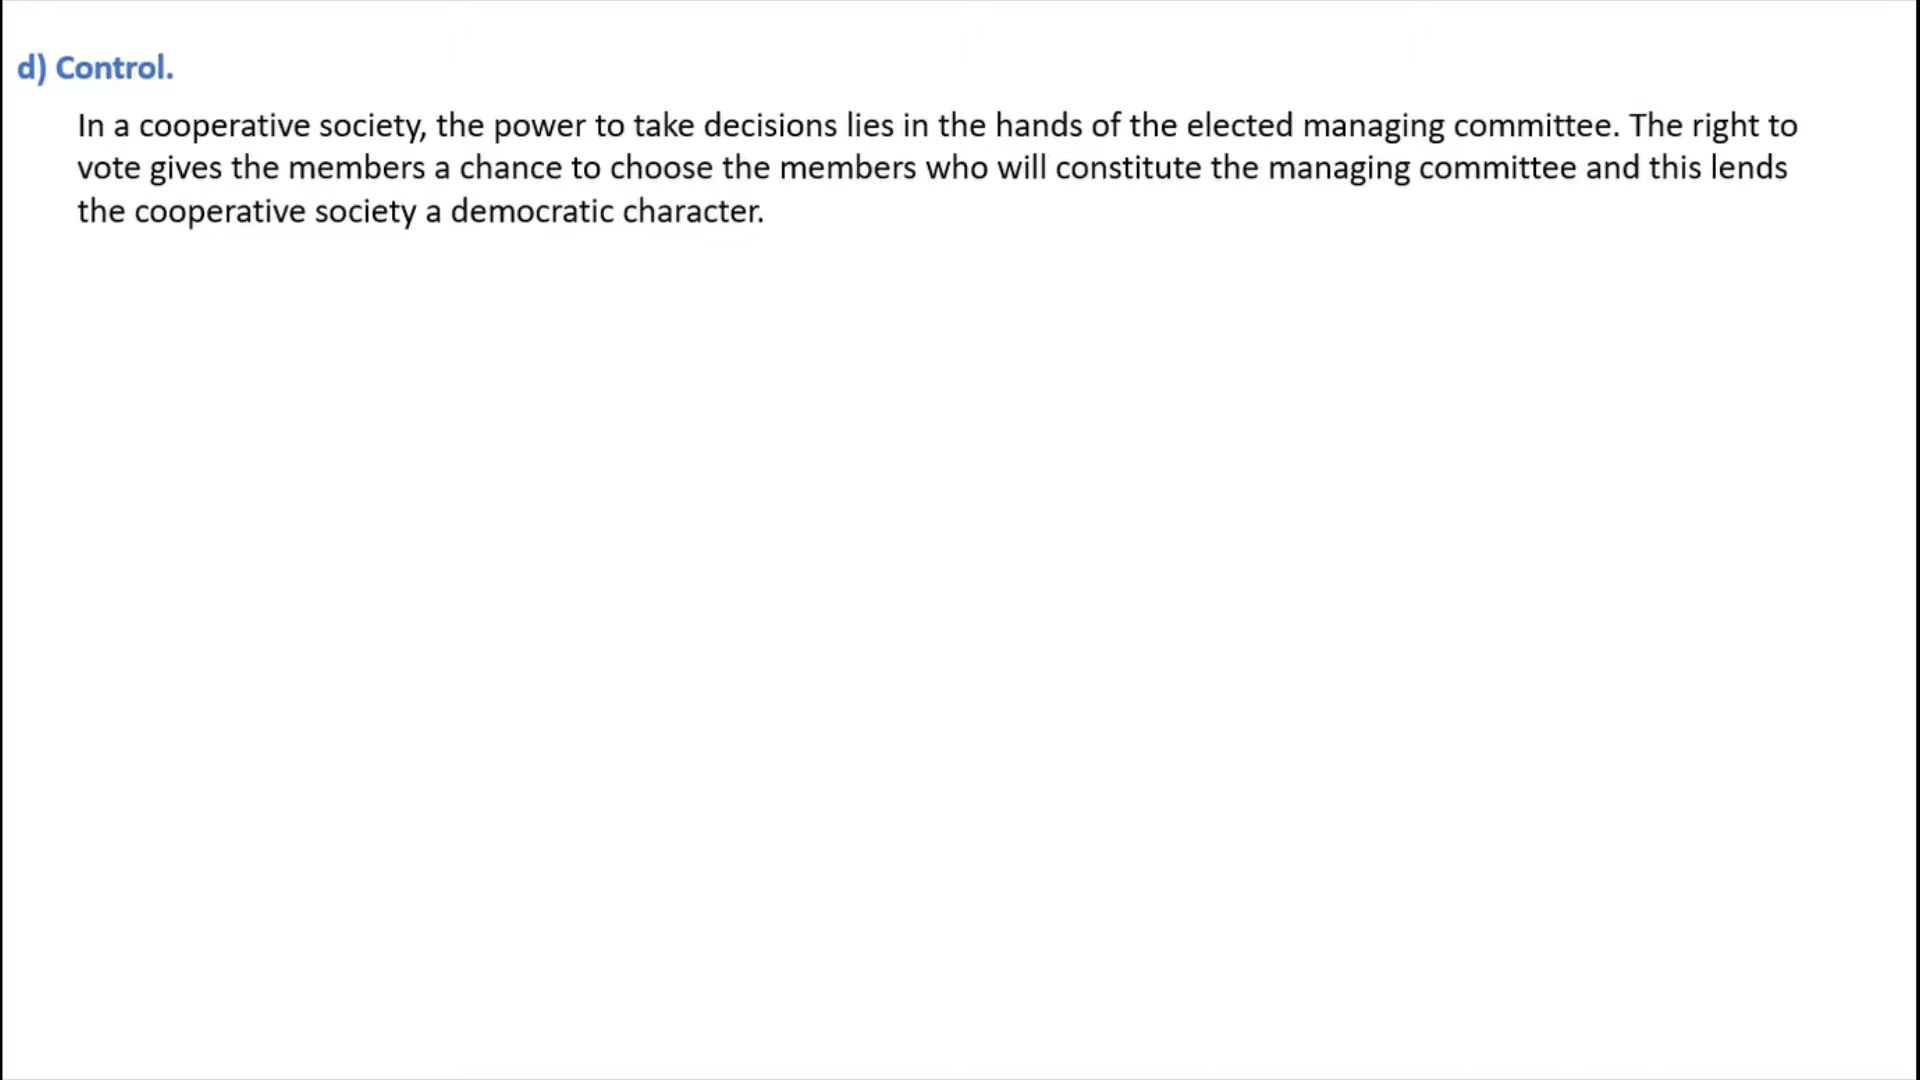 d) Control.
In a cooperative society, the power to take decisions lies in the hands of the elected managing committee. The right to
vote gives the members a chance to choose the members who will constitute the managing committee and this lends
the cooperative society a democratic character.